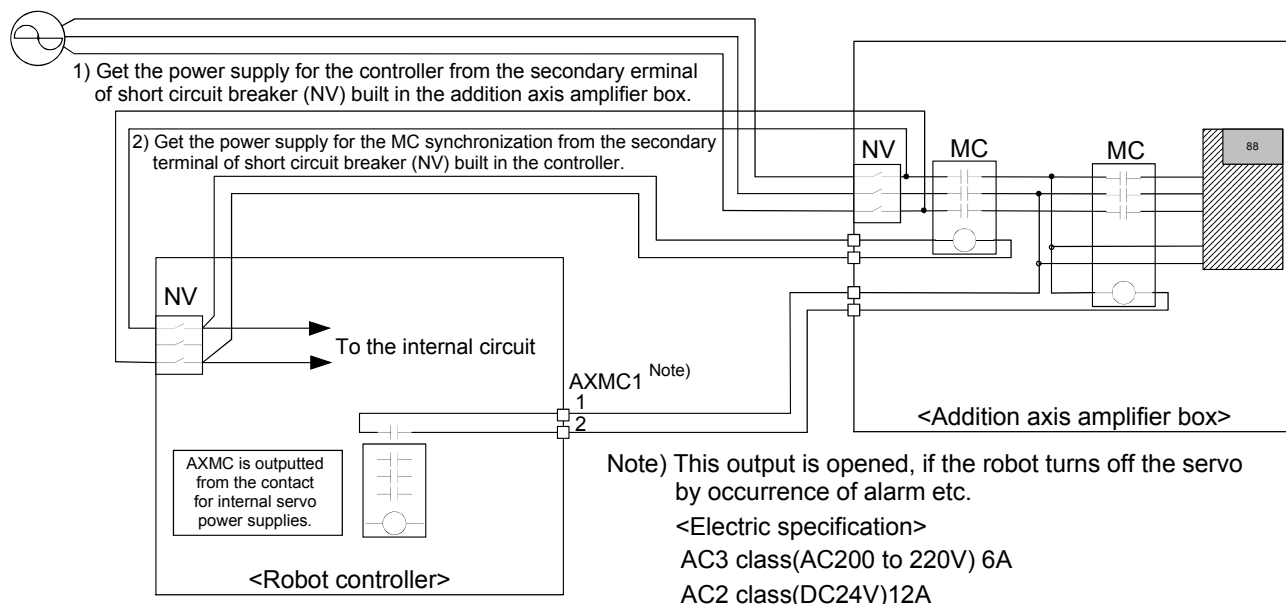 1) Get the power supply for the controller from the secondary erminal
of short circuit breaker (NV) built in the addition axis amplifier box.
2) Get the power supply for the MC synchronization from the secondary
terminal of short circuit breaker (NV) built in the controller.
NV
MC
MC
88
NV
To the internal circuit
AXMC1 Note)
1
2
<Addition axis amplifier box>
AXMC is outputted
from the contact
for internal servo
power supplies.
<Robot controller>
Note) This output is opened, if the robot turns off the servo
by occurrence of alarm etc.
<Electric specification>
AC3 class(AC200 to 220V) 6A
AC2 class(DC24V)12A